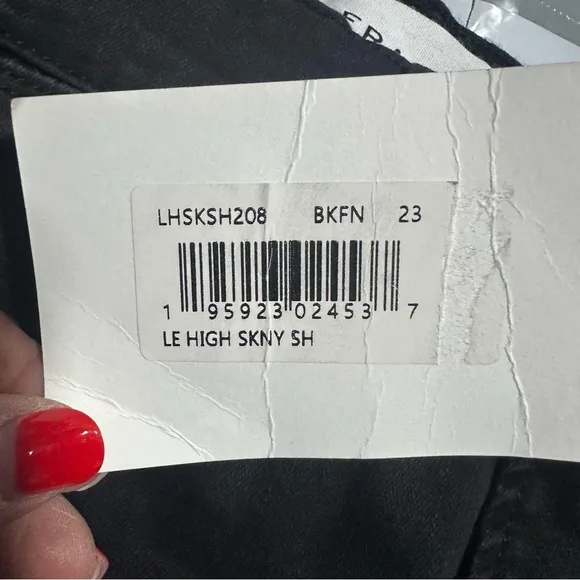 LHSKSH208 BKFN 23
1 95923 02453 7
LE HIGH SKNY SH